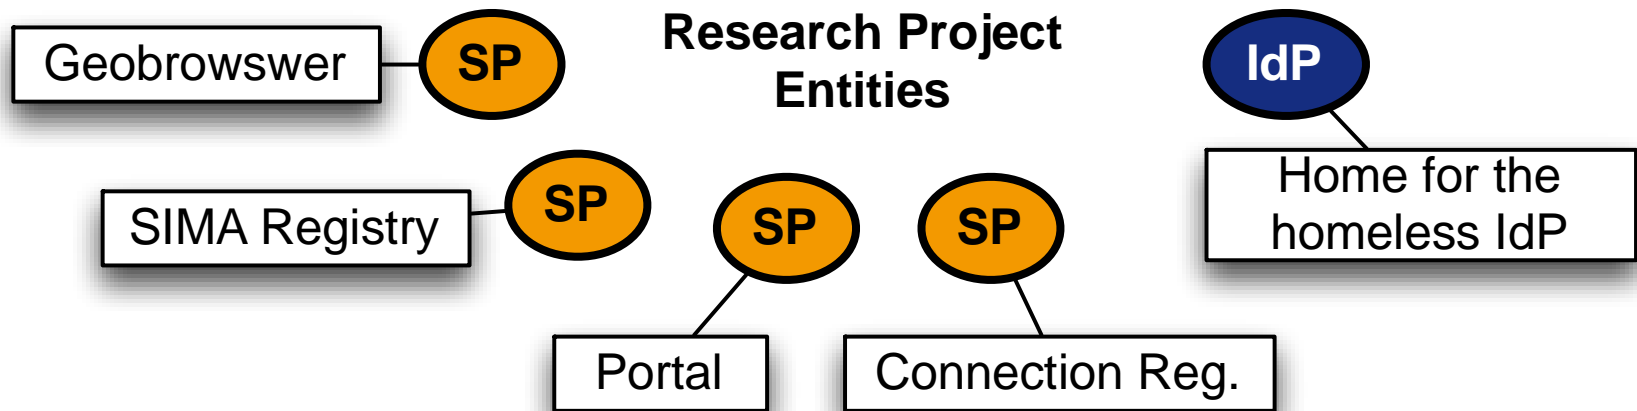 Research Project
Entities
Geobrowswer
SP
IdP
Home for the
homeless IdP
SIMA Registry
SP
SP
SP
Portal
Connection Reg.